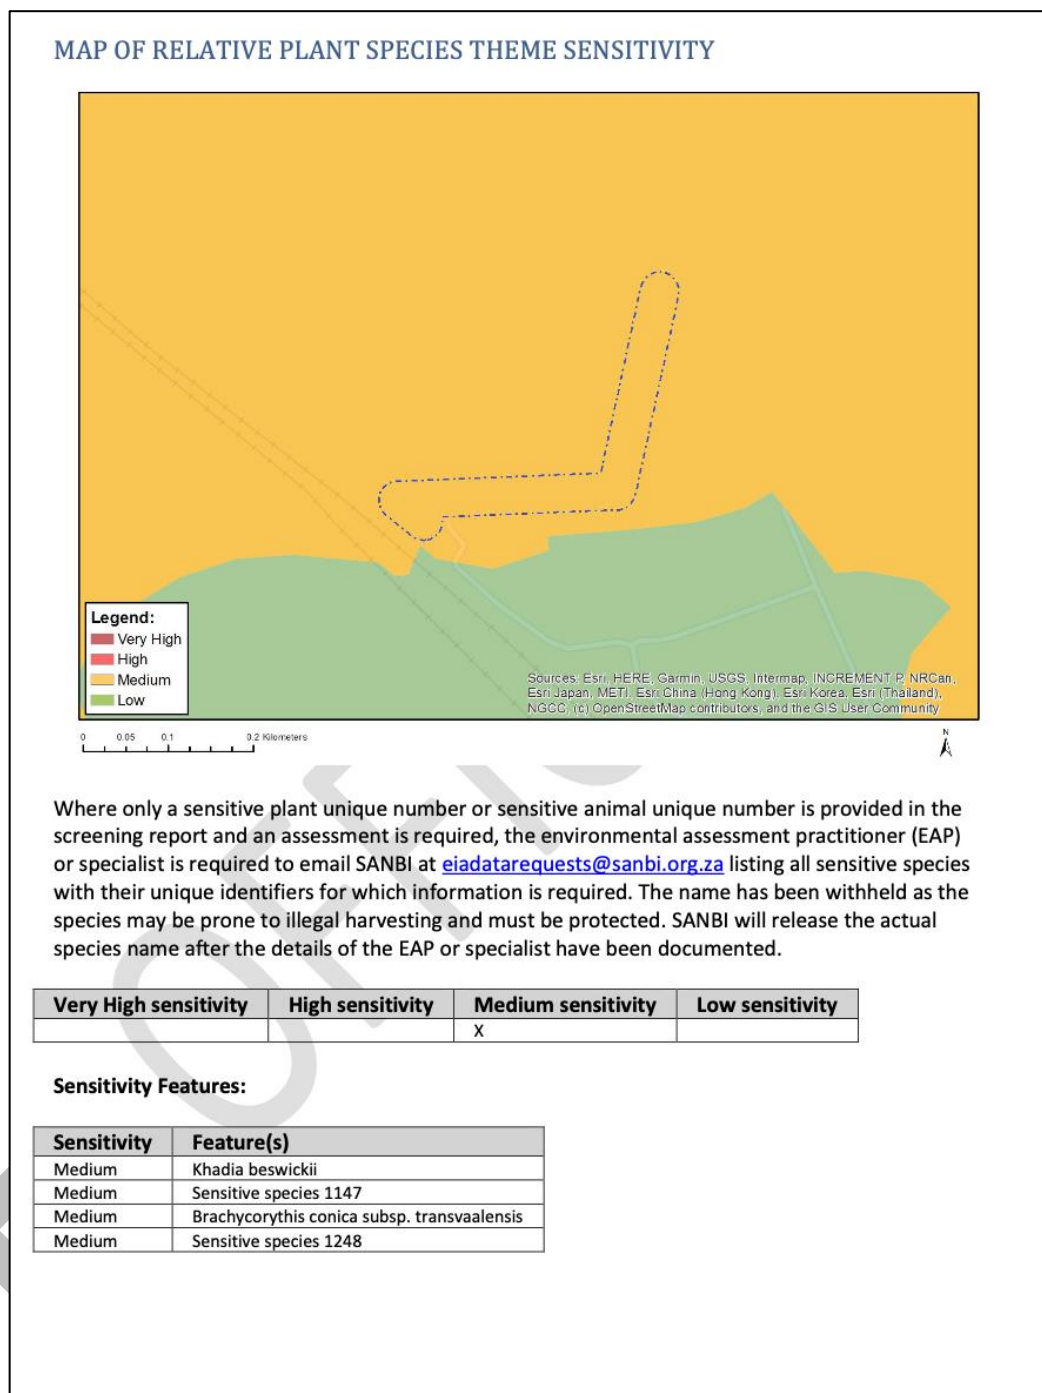 MAP OF RELATIVE PLANT SPECIES THEME SENSITIVITY
Legend:
Very High
High
Medium
Low
Sources: Esri, HERE, Garmin, USGS, Intermap, INCREMENT P, NRCan,
Esri Japan, METI, Esri China (Hong Kong), Esri Korea, Esri (Thailand),
NGCC, (c) OpenStreetMap contributors, and the GIS User Community
0 0.05 0.1 0.2 Kilometers
N
Where only a sensitive plant unique number or sensitive animal unique number is provided in the
screening report and an assessment is required, the environmental assessment practitioner (EAP)
or specialist is required to email SANBI at eiadatarequests@sanbi.org.za listing all sensitive species
with their unique identifiers for which information is required. The name has been withheld as the
species may be prone to illegal harvesting and must be protected. SANBI will release the actual
species name after the details of the EAP or specialist have been documented.
Very High sensitivity High sensitivity Medium sensitivity Low sensitivity
X
Sensitivity Features:
Sensitivity Feature(s)
Medium Khadia beswickii
Medium Sensitive species 1147
Medium Brachycorythis conica subsp. transvaalensis
Medium Sensitive species 1248